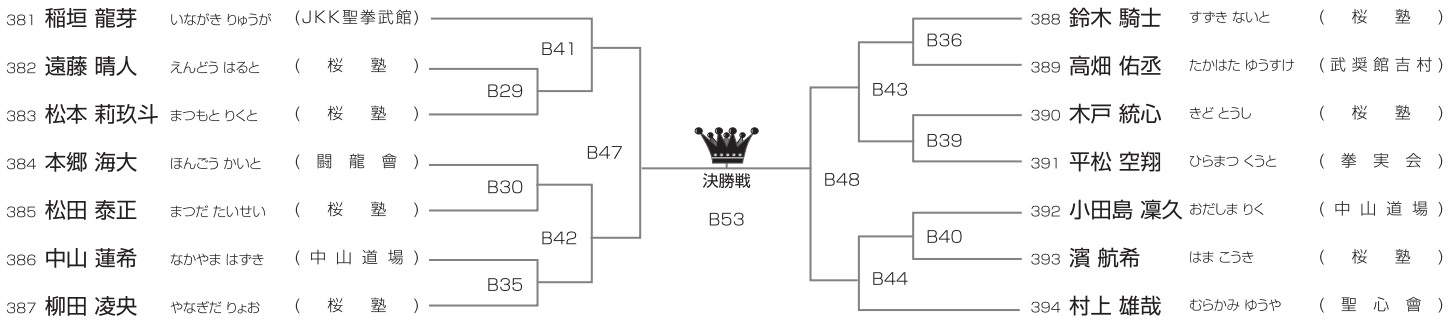 381 稲垣 龍芽 いながき りゅうが (JKK聖拳武館)
382 遠藤 晴人 えんどう はると ( 桜 塾 )
383 松本 莉玖斗 まつもと りくと ( 桜 塾 )
384 本郷 海大 ほんごう かいと ( 闘 龍 會 )
385 松田 泰正 まつだ たいせい ( 桜 塾 )
386 中山 蓮希 なかやま はずき ( 中 山 道 場 )
387 柳田 凌央 やなぎだ りょお ( 桜 塾 )
B41
B29
B47
B30
B42
B35
決勝戦
B53
B36
B43
B39
B48
B40
B44
388 鈴木 騎士 すずき ないと ( 桜 塾 )
389 高畑 佑丞 たかはた ゆうすけ ( 武 奨 館 吉 村 )
390 木戸 統心 きど とうし ( 桜 塾 )
391 平松 空翔 ひらまつ くうと ( 拳 実 会 )
392 小田島 凜久 おだしま りく ( 中 山 道 場 )
393 濱 航希 はま こうき ( 桜 塾 )
394 村上 雄哉 むらかみ ゆうや ( 聖 心 會 )